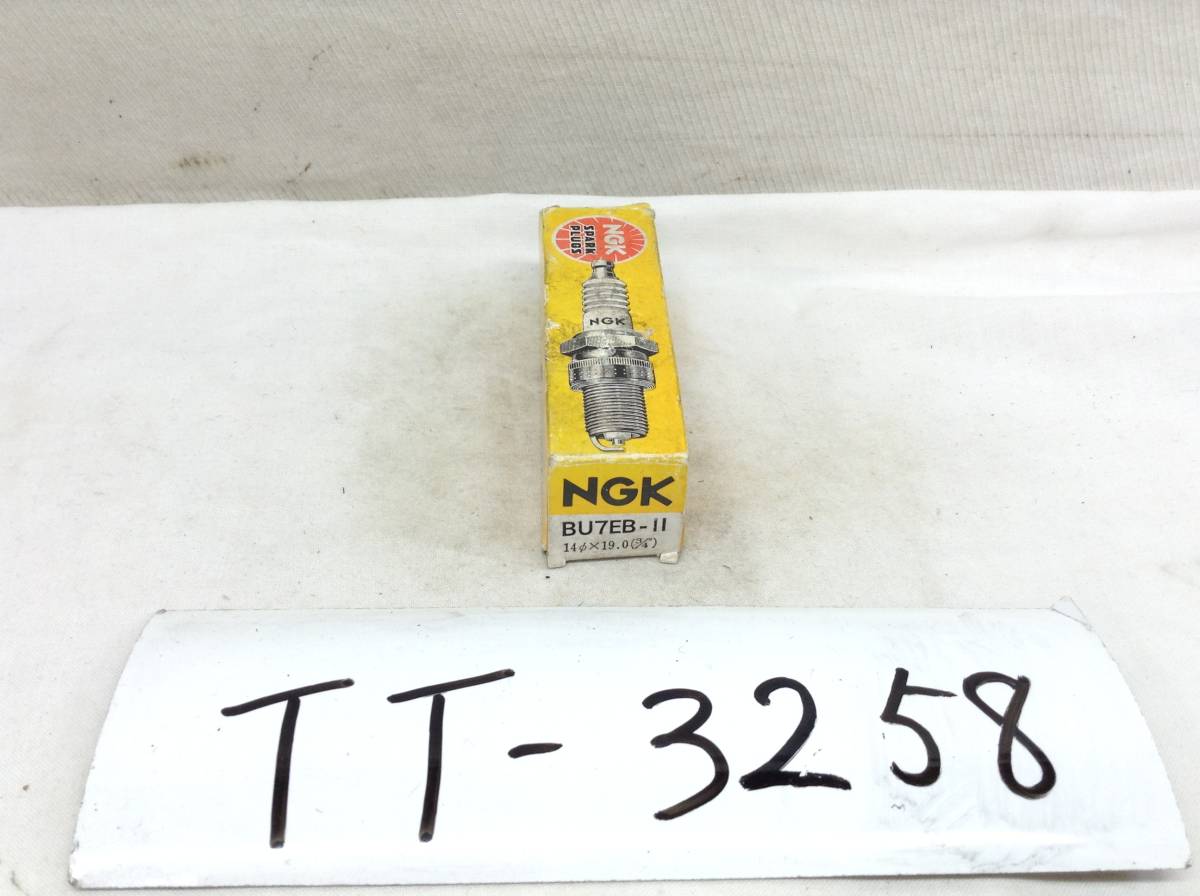 NGK
SPARK
PLUGS
NGK
NGK
BU7EB-11
14φ×19.0(3/4")
TT-3258